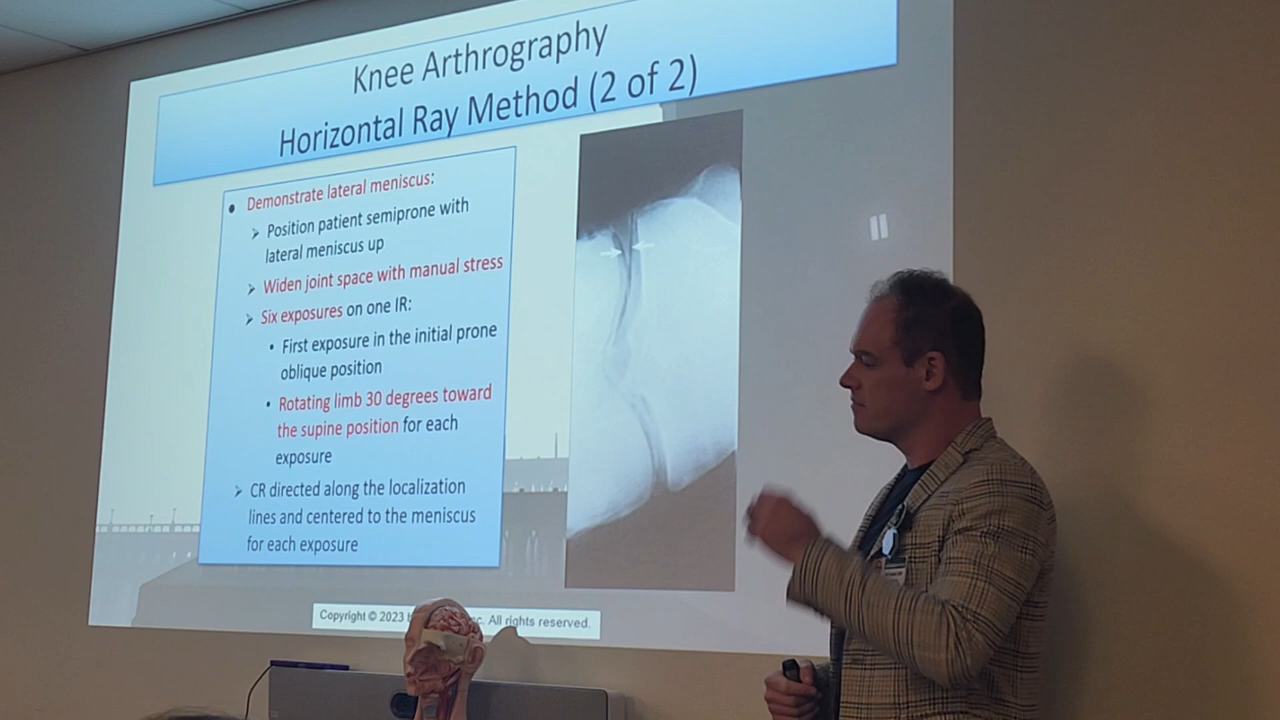 Knee Arthrography
Horizontal Ray Method (2 of 2)
• Demonstrate lateral meniscus:
➢ Position patient semiprone with
lateral meniscus up
➢ Widen joint space with manual stress
➢ Six exposures on one IR:
• First exposure in the initial prone
oblique position
• Rotating limb 30 degrees toward
the supine position for each
exposure
➢ CR directed along the localization
lines and centered to the meniscus
for each exposure
Copyright © 2023 All rights reserved.